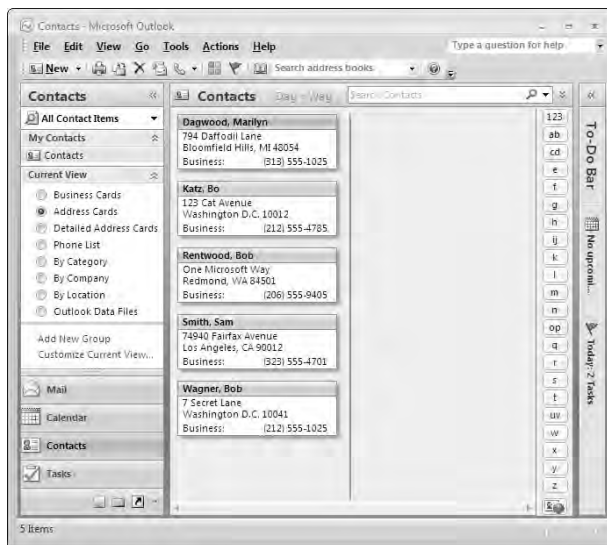 Contacts - Microsoft Outlook
File Edit View Go Tools Actions Help
Type a question for help
New
Search address books
Contacts
All Contact Items
My Contacts
Contacts
Current View
Business Cards
Address Cards
Detailed Address Cards
Phone List
By Category
By Company
By Location
Outlook Data Files
Add New Group
Customize Current View...
Mail
Calendar
Contacts
Tasks
5 Items
Contacts
Search Contacts
Dagwood, Marilyn
794 Daffodil Lane
Bloomfield Hills, MI 48054
Business: (313) 555-1025
Katz, Bo
123 Cat Avenue
Washington D.C. 10012
Business: (212) 555-4785
Rentwood, Bob
One Microsoft Way
Redmond, WA 84501
Business: (206) 555-9405
Smith, Sam
74940 Fairfax Avenue
Los Angeles, CA 90012
Business: (323) 555-4701
Wagner, Bob
7 Secret Lane
Washington D.C. 10041
Business: (212) 555-1025
123
ab
cd
e
f
g
h
ij
k
l
m
n
op
q
r
s
t
uv
w
x
y
z
To-Do Bar
No upcomi...
Today: 2 Tasks